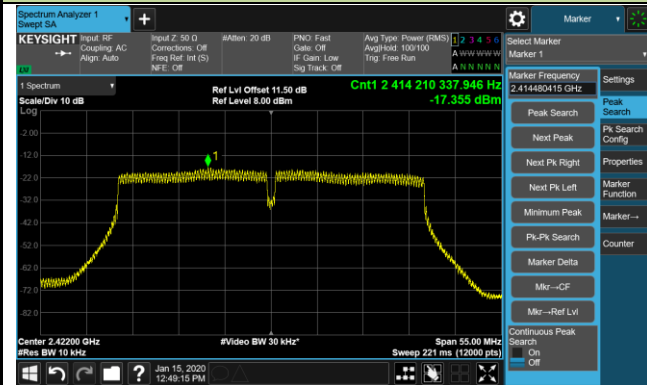 Spectrum Analyzer 1
Swept SA
+
Marker
KEYSIGHT
Input: RF
Coupling: AC
Align: Auto
Input Z: 50 Ω
Corrections: Off
Freq Ref: Int (S)
NFE: Off
#Atten: 20 dB
PNO: Fast
Gate: Off
IF Gain: Low
Sig Track: Off
Avg Type: Power (RMS)
Avg|Hold: 100/100
Trig: Free Run
1 2 3 4 5 6
A W W W W W
A N N N N N
LXI
1 Spectrum
Scale/Div 10 dB
Log
Ref Lvl Offset 11.50 dB
Ref Level 8.00 dBm
Cnt1 2 414 210 337.946 Hz
-17.355 dBm
1
-2.00
-12.0
-22.0
-32.0
-42.0
-52.0
-62.0
-72.0
-82.0
Center 2.42200 GHz
#Res BW 10 kHz
#Video BW 30 kHz*
Span 55.00 MHz
Sweep 221 ms (12000 pts)
Select Marker
Marker 1
Marker Frequency
2.414480415 GHz
Peak Search
Next Peak
Next Pk Right
Next Pk Left
Minimum Peak
Pk-Pk Search
Marker Delta
Mkr→CF
Mkr→Ref Lvl
Continuous Peak
Search
On
Off
Settings
Peak
Search
Pk Search
Config
Properties
Marker
Function
Marker→
Counter
?
Jan 15, 2020
12:49:15 PM